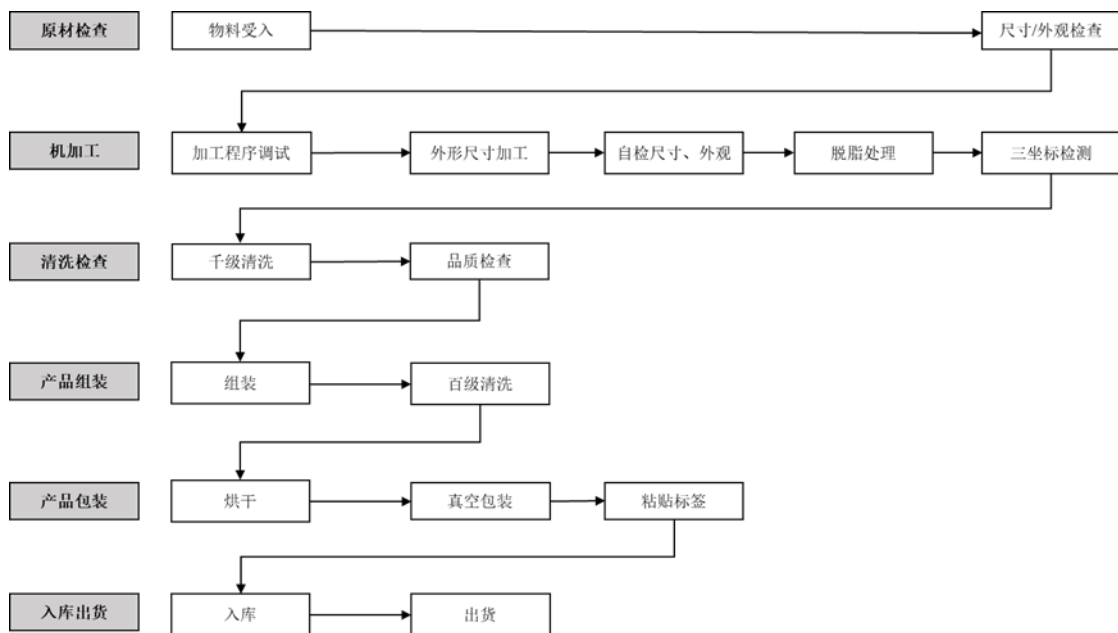 原材检查
物料受入
尺寸/外观检查
机加工
加工程序调试
外形尺寸加工
自检尺寸、外观
脱脂处理
三坐标检测
清洗检查
千级清洗
品质检查
产品组装
组装
百级清洗
产品包装
烘干
真空包装
粘贴标签
入库出货
入库
出货